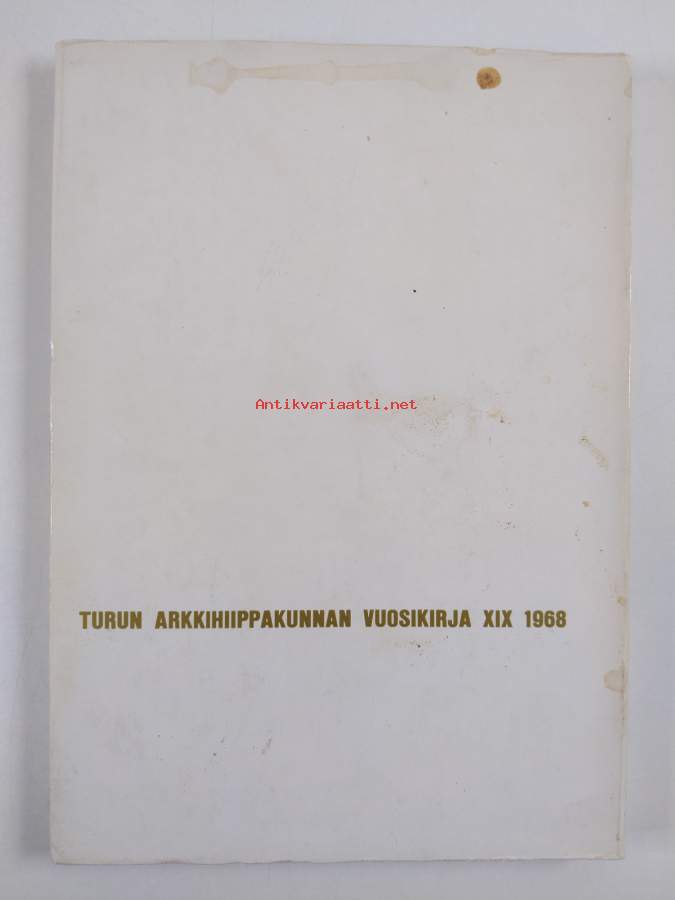 Antikvariaatti.net
TURUN ARKKIHIIPPAKUNNAN VUOSIKIRJA XIX 1968